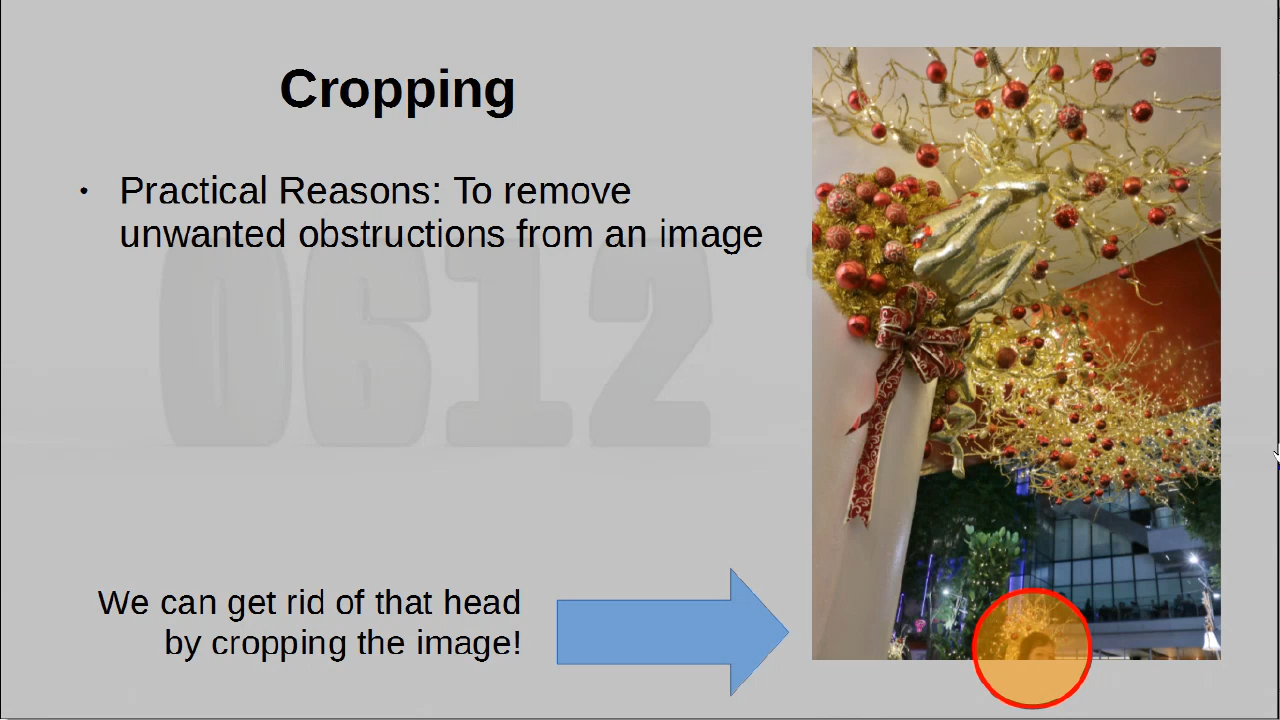 Cropping
• Practical Reasons: To remove
unwanted obstructions from an image
0612
We can get rid of that head
by cropping the image!